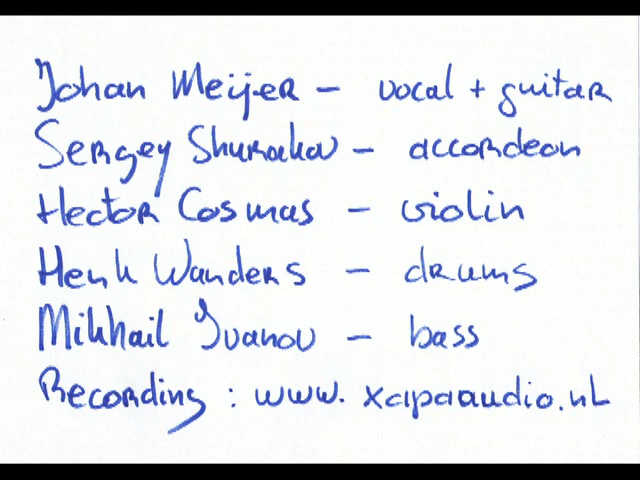 Johan Meijer – vocal + guitar
Sergey Shurakov – accordeon
Hector Cosmas – violin
Henk Wanders – drums
Mikhail Ivanov – bass
Recording : www. xapaaudio.nl